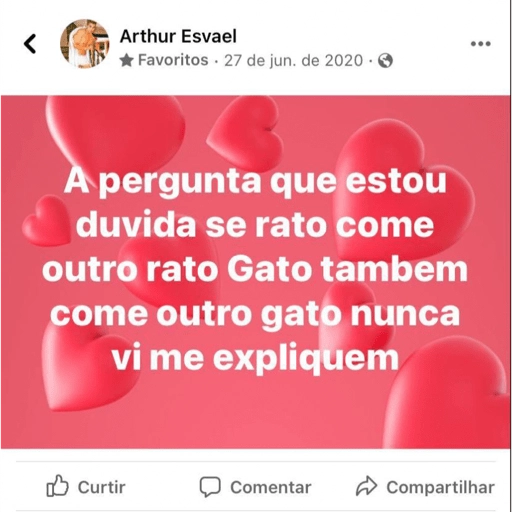 Arthur Esvael
Favoritos · 27 de jun. de 2020 ·
A pergunta que estou
duvida se rato come
outro rato Gato tambem
come outro gato nunca
vi me expliquem
Curtir
Comentar
Compartilhar